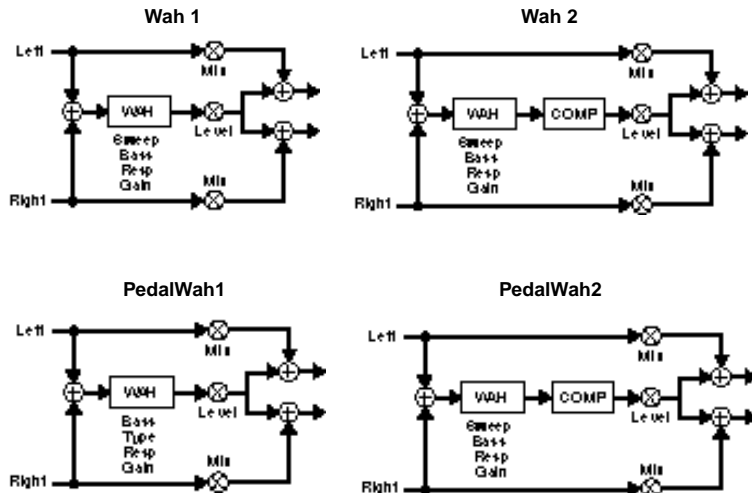 Wah 1
Left
Mix
WAH
Level
Sweep
Bass
Resp
Gain
Mix
Right
Wah 2
Left
Mix
WAH
COMP
Level
Sweep
Bass
Resp
Gain
Mix
Right
PedalWah1
Left
Mix
WAH
Level
Bass
Type
Resp
Gain
Mix
Right
PedalWah2
Left
Mix
WAH
COMP
Level
Sweep
Bass
Resp
Gain
Mix
Right